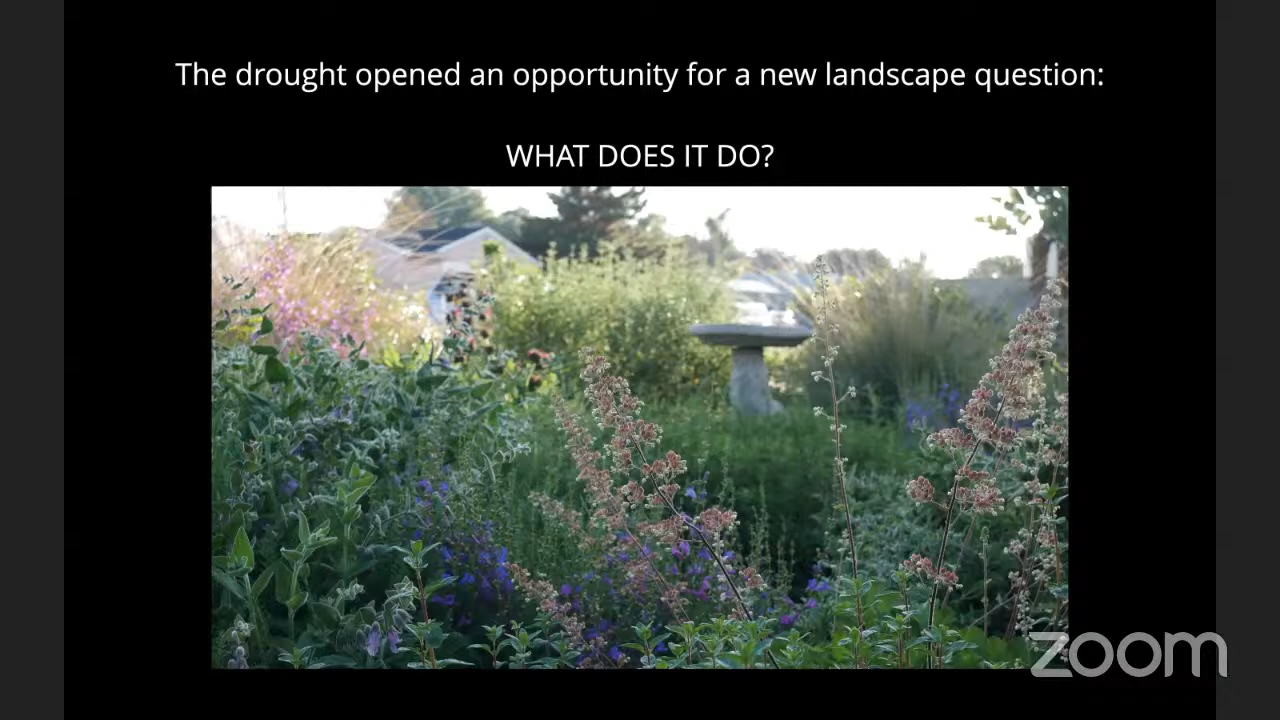 The drought opened an opportunity for a new landscape question:
WHAT DOES IT DO?
zoom